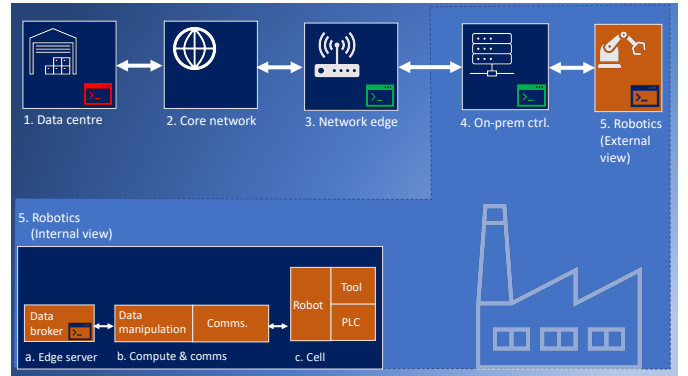 1. Data centre
2. Core network
3. Network edge
4. On-prem ctrl.
5. Robotics
(External
view)
5. Robotics
(Internal view)
Data
broker
Data
manipulation
Comms.
Robot
Tool
PLC
a. Edge server
b. Compute & comms
c. Cell